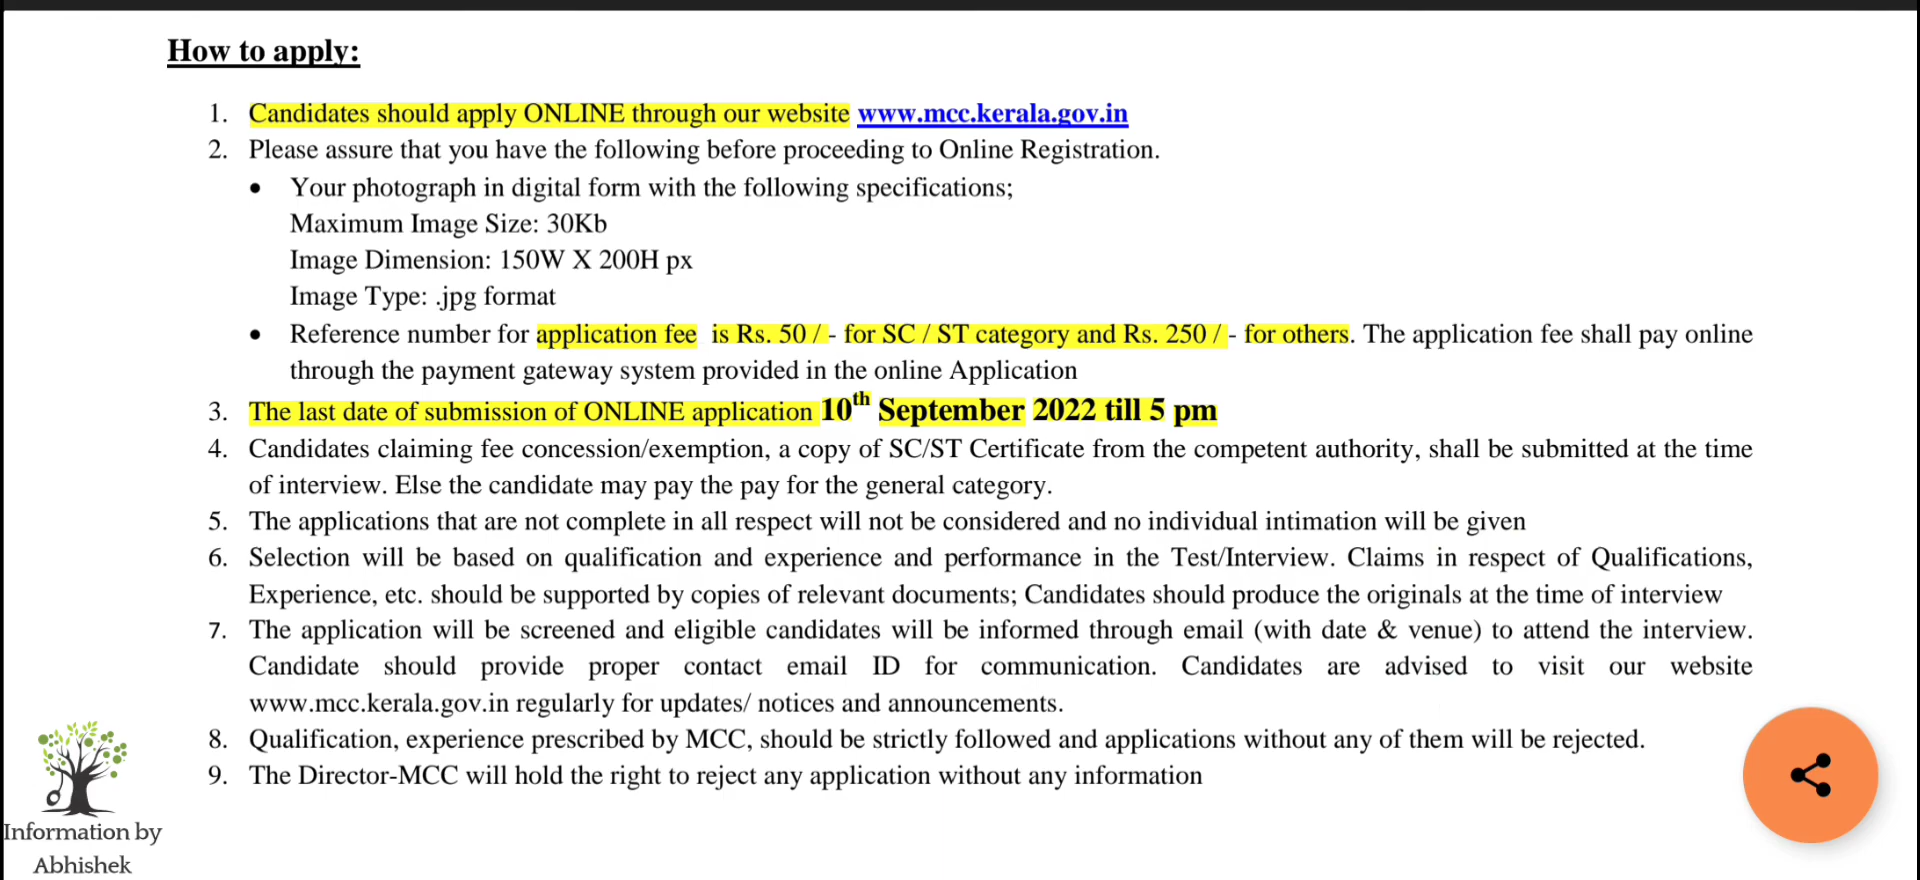 How to apply:
1. Candidates should apply ONLINE through our website www.mcc.kerala.gov.in
2. Please assure that you have the following before proceeding to Online Registration.
• Your photograph in digital form with the following specifications;
Maximum Image Size: 30Kb
Image Dimension: 150W X 200H px
Image Type: .jpg format
• Reference number for application fee is Rs. 50 / - for SC / ST category and Rs. 250 / - for others. The application fee shall pay online
through the payment gateway system provided in the online Application
3. The last date of submission of ONLINE application 10th September 2022 till 5 pm
4. Candidates claiming fee concession/exemption, a copy of SC/ST Certificate from the competent authority, shall be submitted at the time
of interview. Else the candidate may pay the pay for the general category.
5. The applications that are not complete in all respect will not be considered and no individual intimation will be given
6. Selection will be based on qualification and experience and performance in the Test/Interview. Claims in respect of Qualifications,
Experience, etc. should be supported by copies of relevant documents; Candidates should produce the originals at the time of interview
7. The application will be screened and eligible candidates will be informed through email (with date & venue) to attend the interview.
Candidate should provide proper contact email ID for communication. Candidates are advised to visit our website
www.mcc.kerala.gov.in regularly for updates/ notices and announcements.
8. Qualification, experience prescribed by MCC, should be strictly followed and applications without any of them will be rejected.
9. The Director-MCC will hold the right to reject any application without any information
Information by
Abhishek